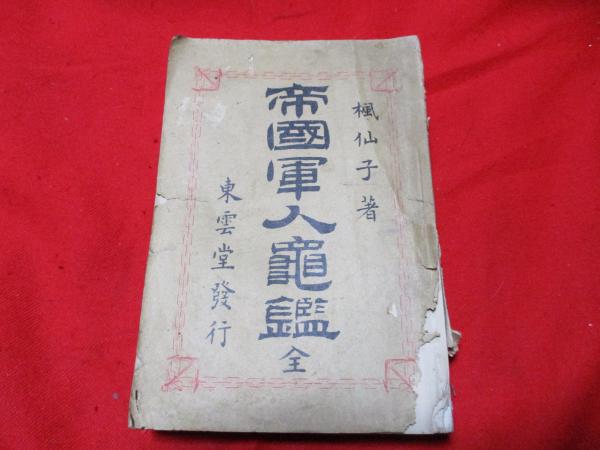 楓仙子著
帝國軍人龜鑑全
東雲堂發行